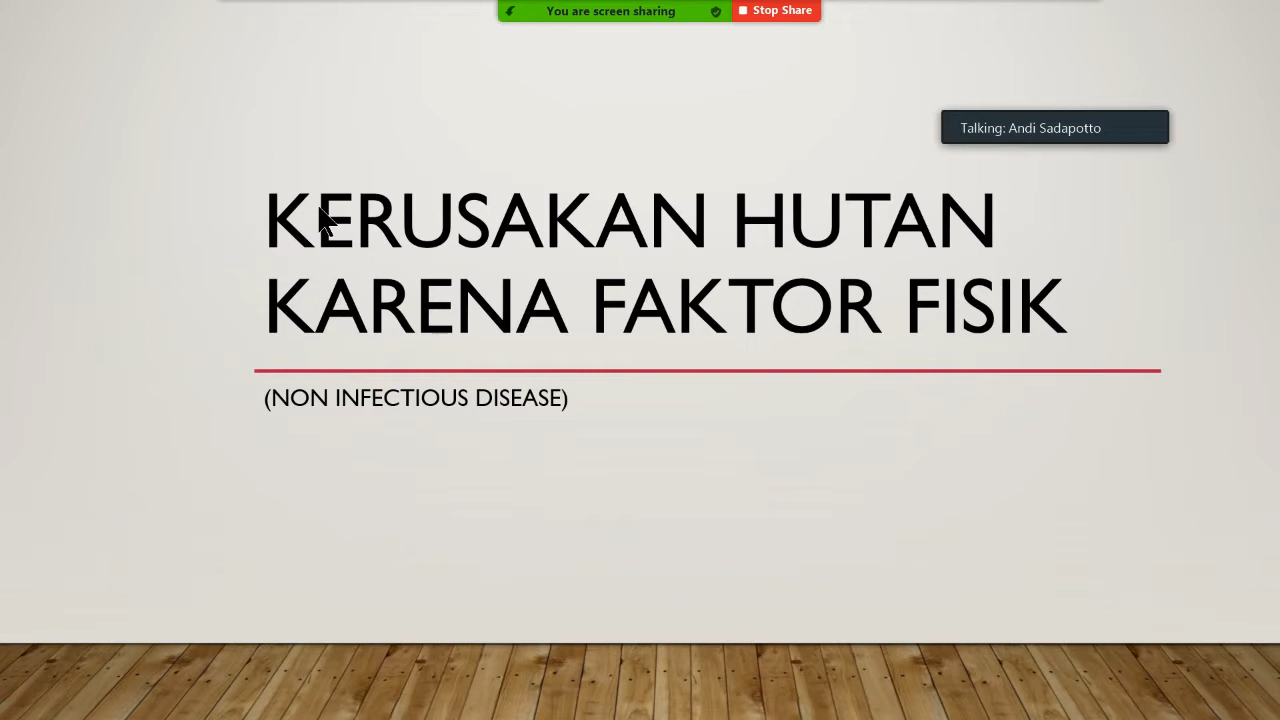 You are screen sharing
Stop Share
Talking: Andi Sadapotto
KERUSAKAN HUTAN
KARENA FAKTOR FISIK
(NON INFECTIOUS DISEASE)